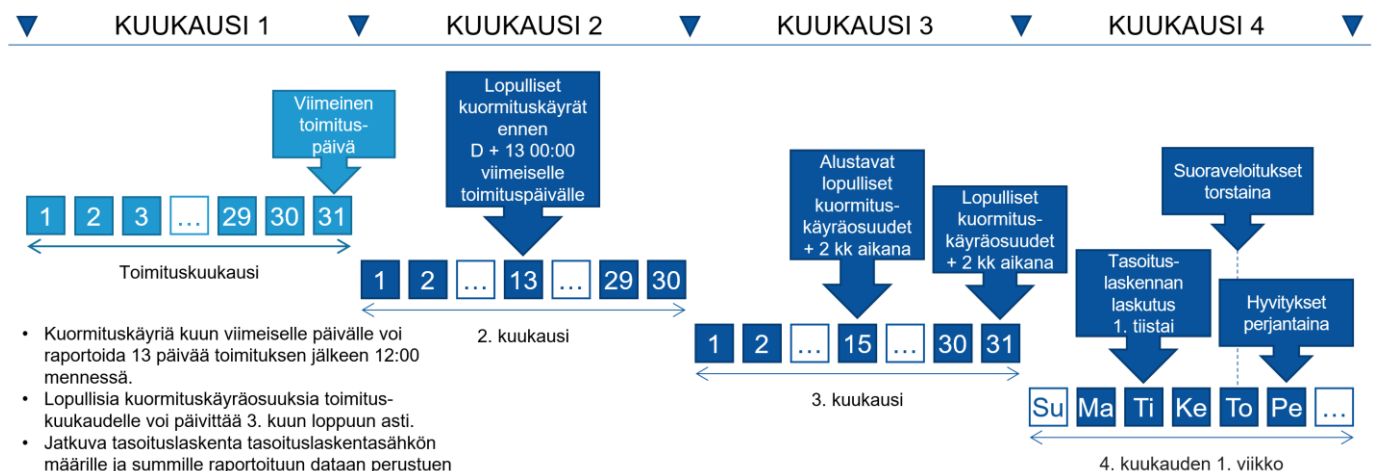 KUUKAUSI 1
KUUKAUSI 2
KUUKAUSI 3
KUUKAUSI 4
Viimeinen
toimitus-
päivä
1 2 3 ... 29 30 31
Toimituskuukausi
Lopulliset
kuormituskäyrät
ennen
D + 13 00:00
viimeiselle
toimituspäivälle
1 2 ... 13 ... 29 30
2. kuukausi
Alustavat
lopulliset
kuormitus-
käyräosuudet
+ 2 kk aikana
Lopulliset
kuormitus-
käyräosuudet
+ 2 kk aikana
1 2 ... 15 ... 30 31
3. kuukausi
Suoraveloitukset
torstaina
Tasoitus-
laskennan
laskutus
1. tiistai
Hyvitykset
perjantaina
Su Ma Ti Ke To Pe ...
4. kuukauden 1. viikko
• Kuormituskäyriä kuun viimeiselle päivälle voi
raportoida 13 päivää toimituksen jälkeen 12:00
mennessä.
• Lopullisia kuormituskäyräosuuksia toimitus-
kuukaudelle voi päivittää 3. kuun loppuun asti.
• Jatkuva tasoituslaskenta tasoituslaskentasähkön
määrille ja summille raportoituun dataan perustuen